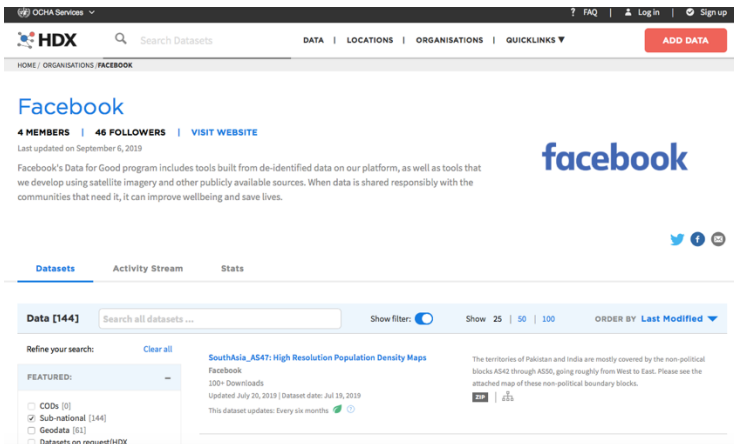 OCHA Services
? FAQ | Log in | Sign up
HDX
Search Datasets
DATA | LOCATIONS | ORGANISATIONS | QUICKLINKS ▼
ADD DATA
HOME / ORGANISATIONS /FACEBOOK
Facebook
4 MEMBERS | 46 FOLLOWERS | VISIT WEBSITE
Last updated on September 6, 2019
Facebook's Data for Good program includes tools built from de-identified data on our platform, as well as tools that
we develop using satellite imagery and other publicly available sources. When data is shared responsibly with the
communities that need it, it can improve wellbeing and save lives.
facebook
Datasets
Activity Stream
Stats
Data [144]
Search all datasets ...
Show filter:
Show 25 | 50 | 100
ORDER BY Last Modified ▼
Refine your search:
Clear all
FEATURED:
–
CODs [0]
Sub-national [144]
Geodata [61]
Datasets on request(HDX
SouthAsia_AS47: High Resolution Population Density Maps
Facebook
100+ Downloads
Updated July 20, 2019 | Dataset date: Jul 19, 2019
This dataset updates: Every six months
The territories of Pakistan and India are mostly covered by the non-political
blocks AS42 through AS50, going roughly from West to East. Please see the
attached map of these non-political boundary blocks.
ZIP